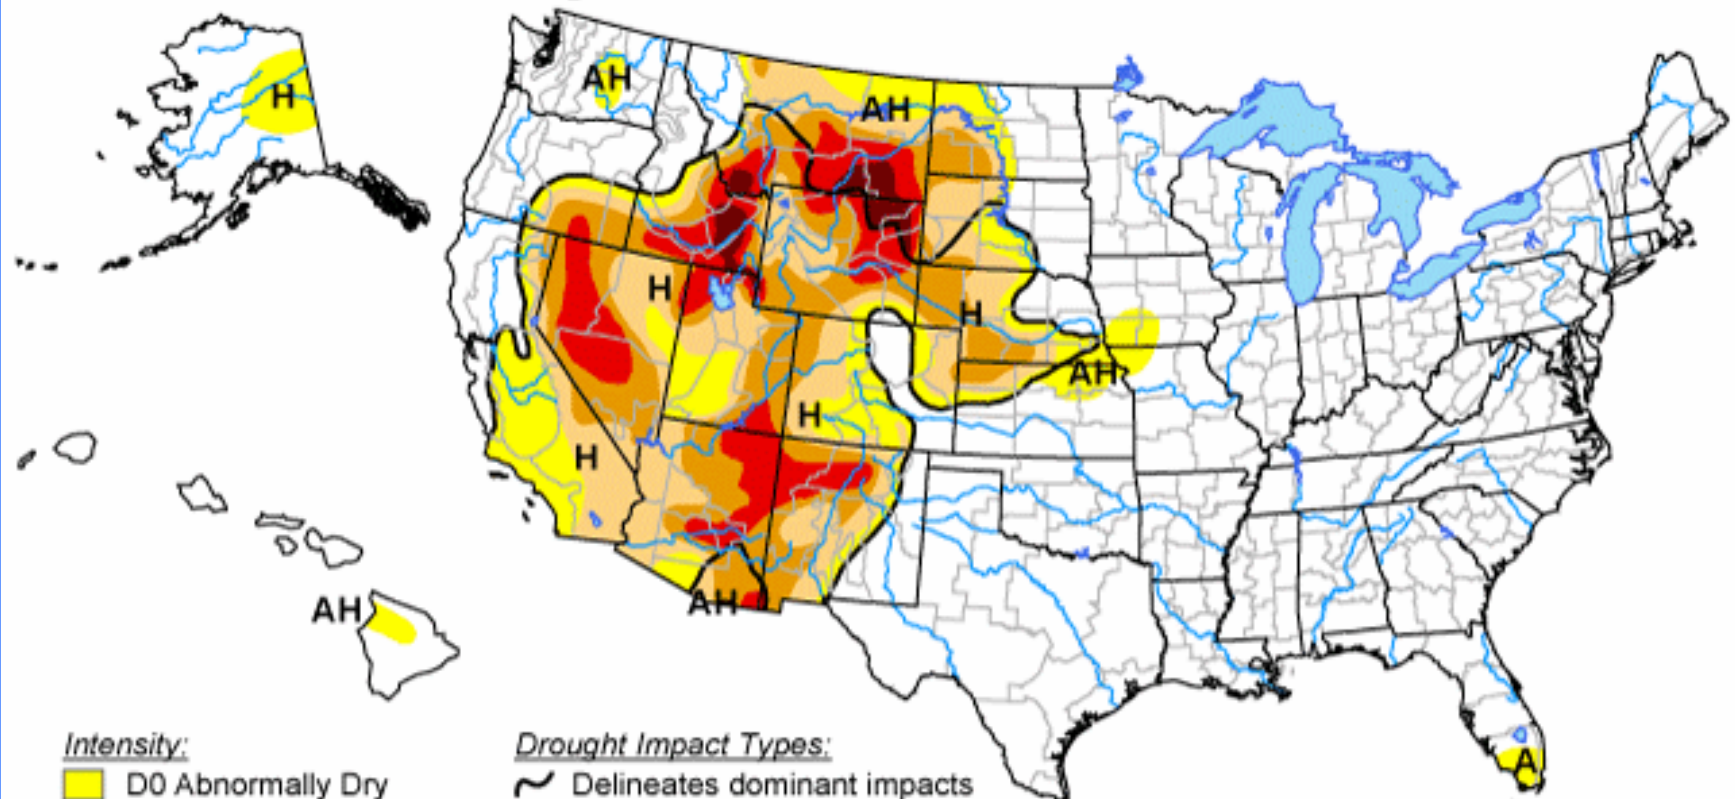 AH
H
AH
H
H
AH
H
H
AH
AH
A
Intensity:
D0 Abnormally Dry
Drought Impact Types:
Delineates dominant impacts